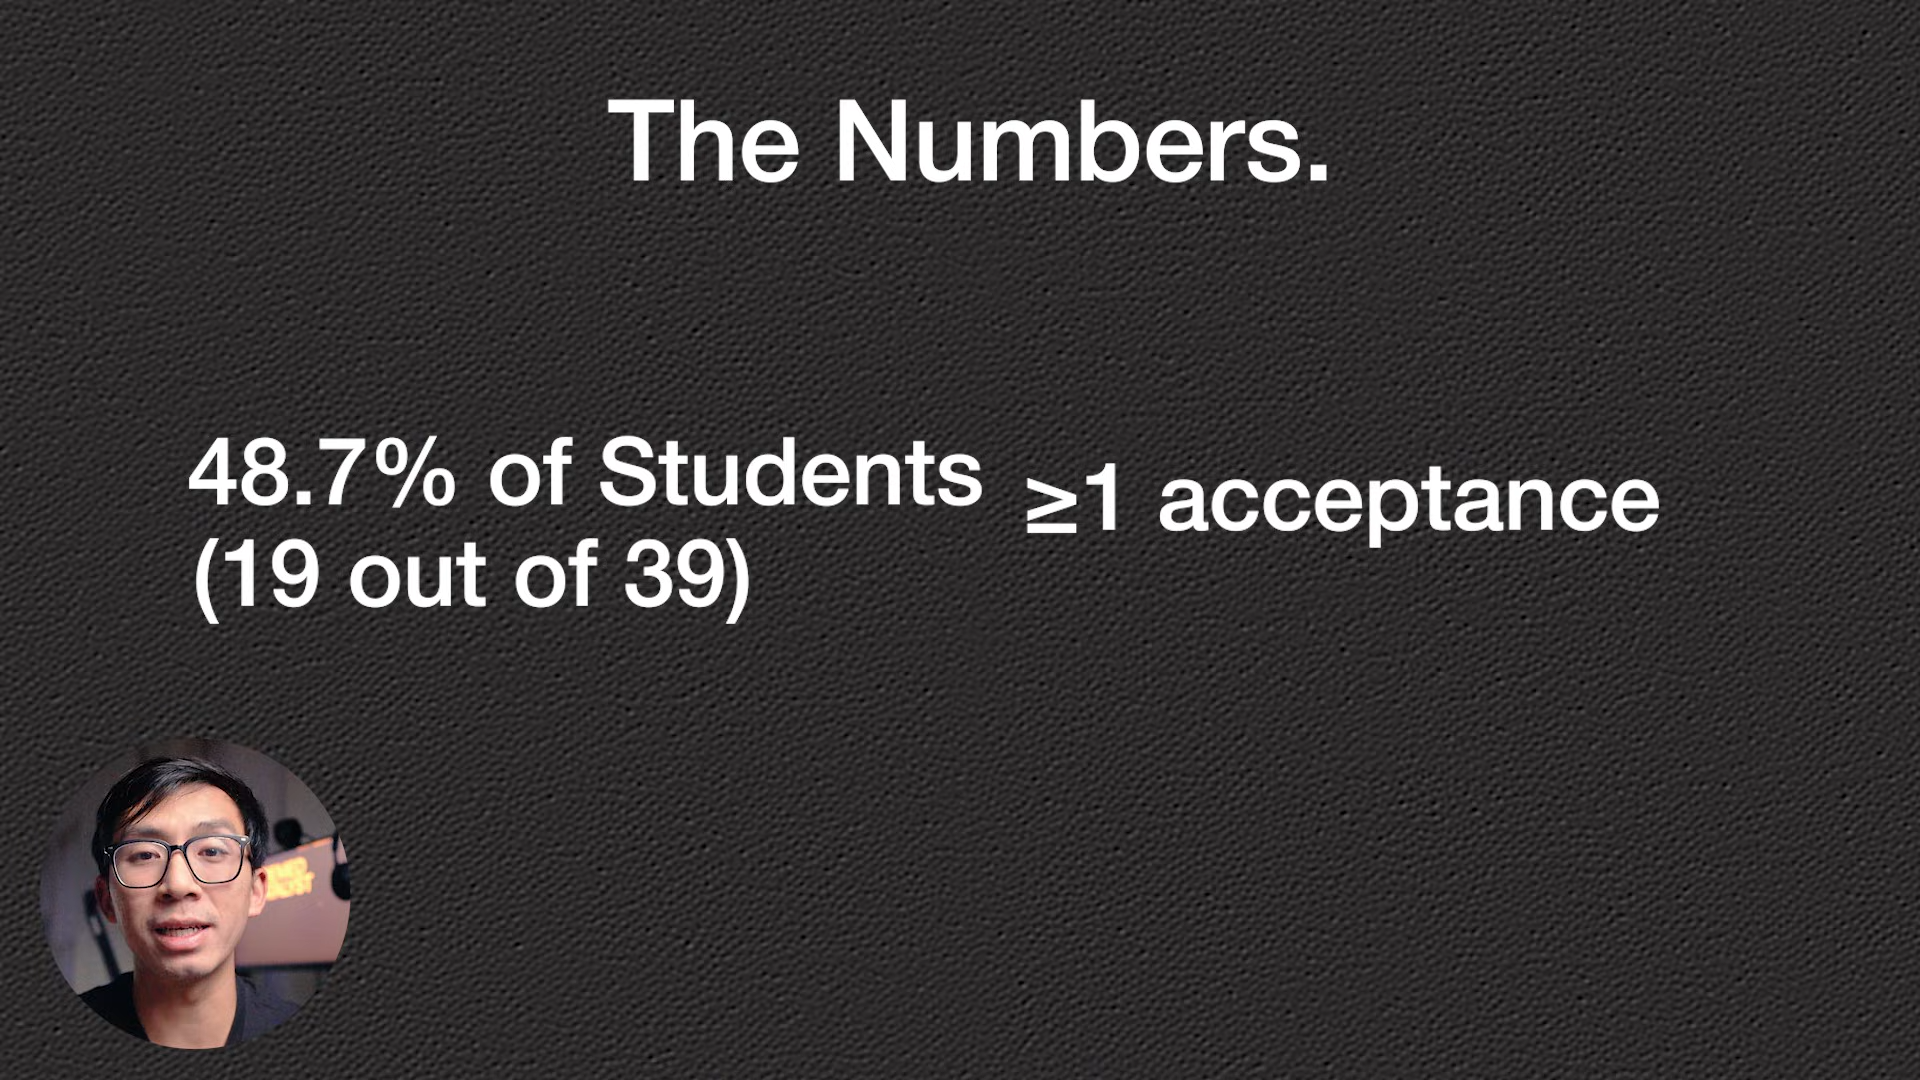 The Numbers.
48.7% of Students
(19 out of 39)
≥1 acceptance